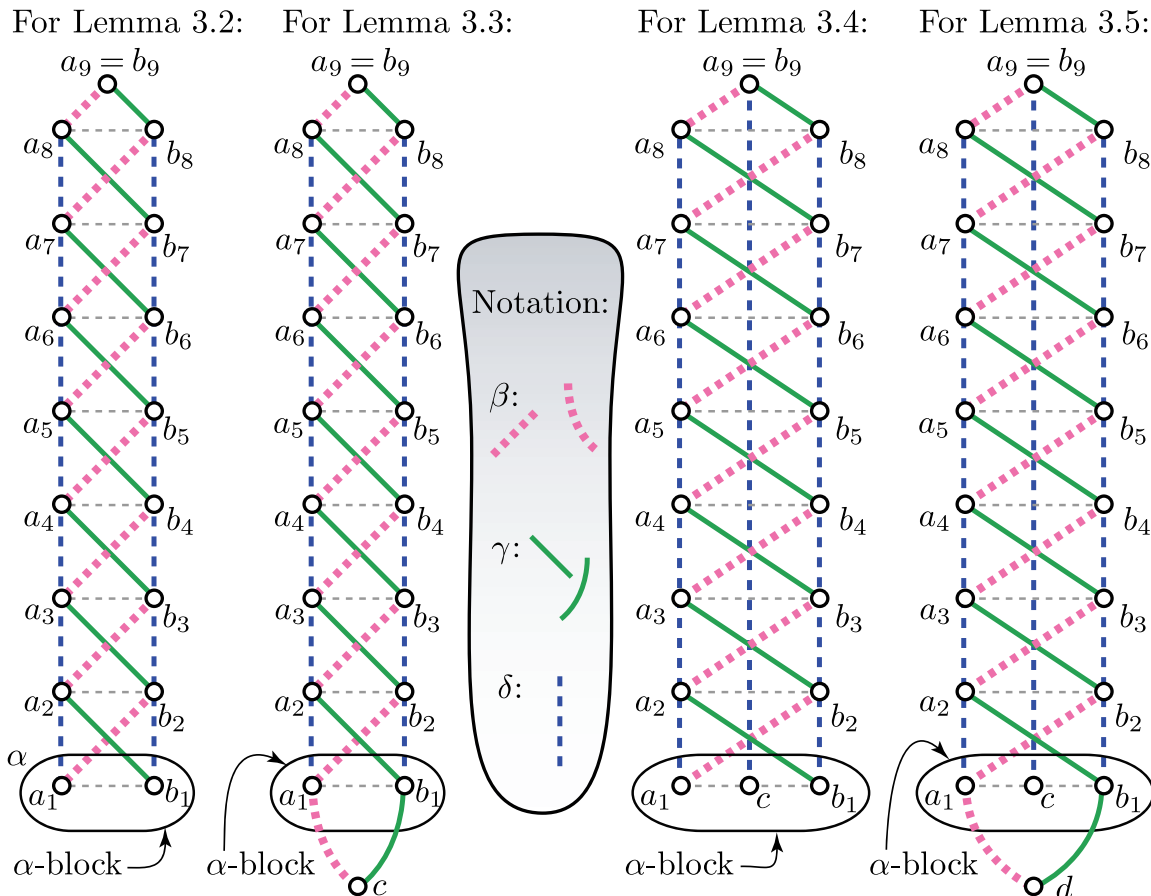 For Lemma 3.2:
a₉ = b₉
a₈ b₈
a₇ b₇
a₆ b₆
a₅ b₅
a₄ b₄
a₃ b₃
a₂ b₂
α
a₁ b₁
α-block
For Lemma 3.3:
a₉ = b₉
a₈ b₈
a₇ b₇
a₆ b₆
a₅ b₅
a₄ b₄
a₃ b₃
a₂ b₂
a₁ b₁
α-block
c
Notation:
β:
γ:
δ:
For Lemma 3.4:
a₉ = b₉
a₈ b₈
a₇ b₇
a₆ b₆
a₅ b₅
a₄ b₄
a₃ b₃
a₂ b₂
a₁ c b₁
α-block
For Lemma 3.5:
a₉ = b₉
a₈ b₈
a₇ b₇
a₆ b₆
a₅ b₅
a₄ b₄
a₃ b₃
a₂ b₂
a₁ c b₁
α-block
d